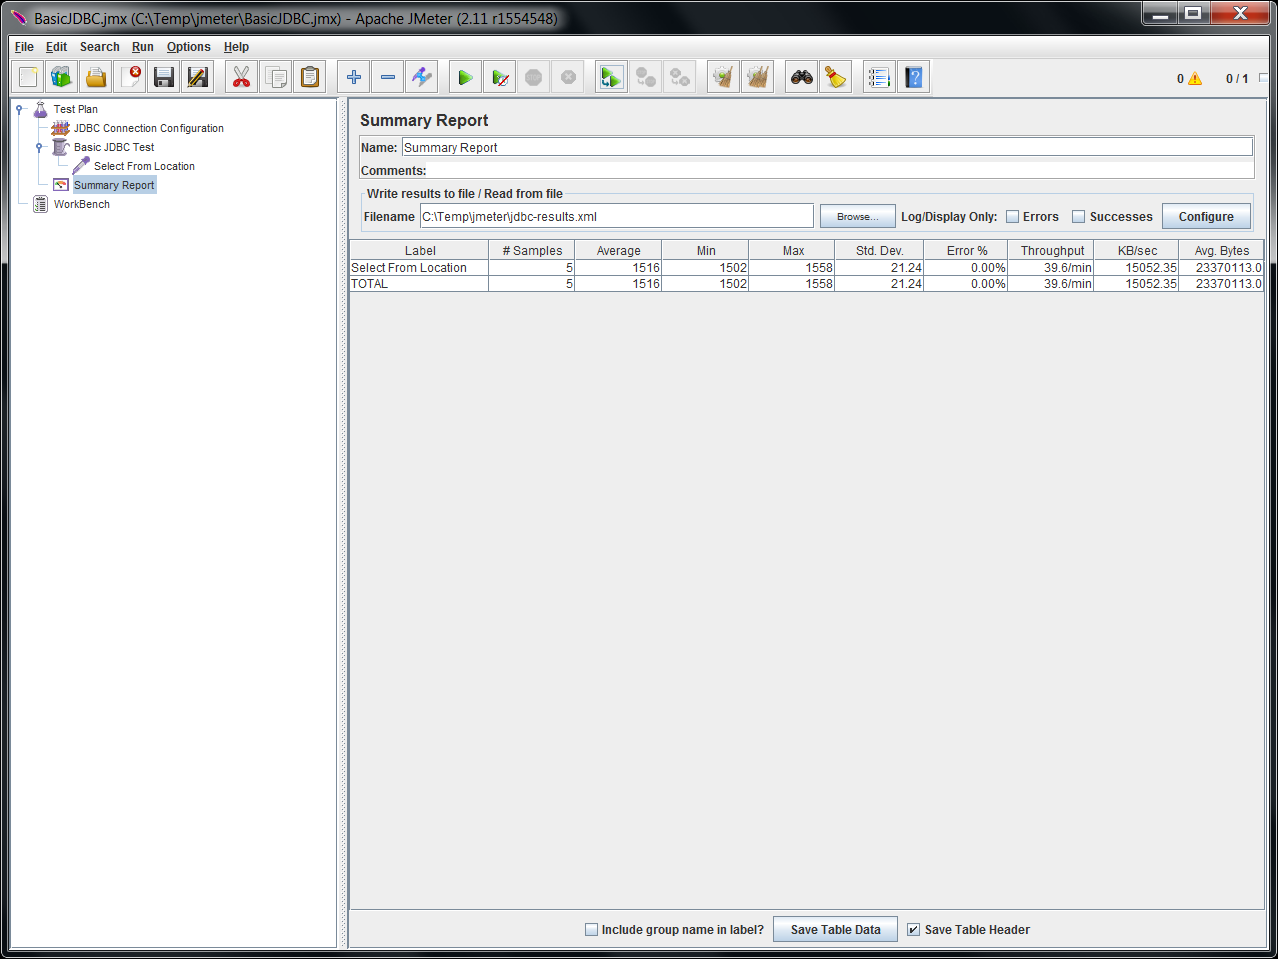 BasicJDBC.jmx (C:\Temp\jmeter\BasicJDBC.jmx) - Apache JMeter (2.11 r1554548)
File Edit Search Run Options Help
0 0 / 1
Test Plan
JDBC Connection Configuration
Basic JDBC Test
Select From Location
Summary Report
WorkBench
Summary Report
Name: Summary Report
Comments:
Write results to file / Read from file
Filename C:\Temp\jmeter\jdbc-results.xml Browse... Log/Display Only: Errors Successes Configure
Label # Samples Average Min Max Std. Dev. Error % Throughput KB/sec Avg. Bytes
Select From Location 5 1516 1502 1558 21.24 0.00% 39.6/min 15052.35 23370113.0
TOTAL 5 1516 1502 1558 21.24 0.00% 39.6/min 15052.35 23370113.0
Include group name in label? Save Table Data Save Table Header